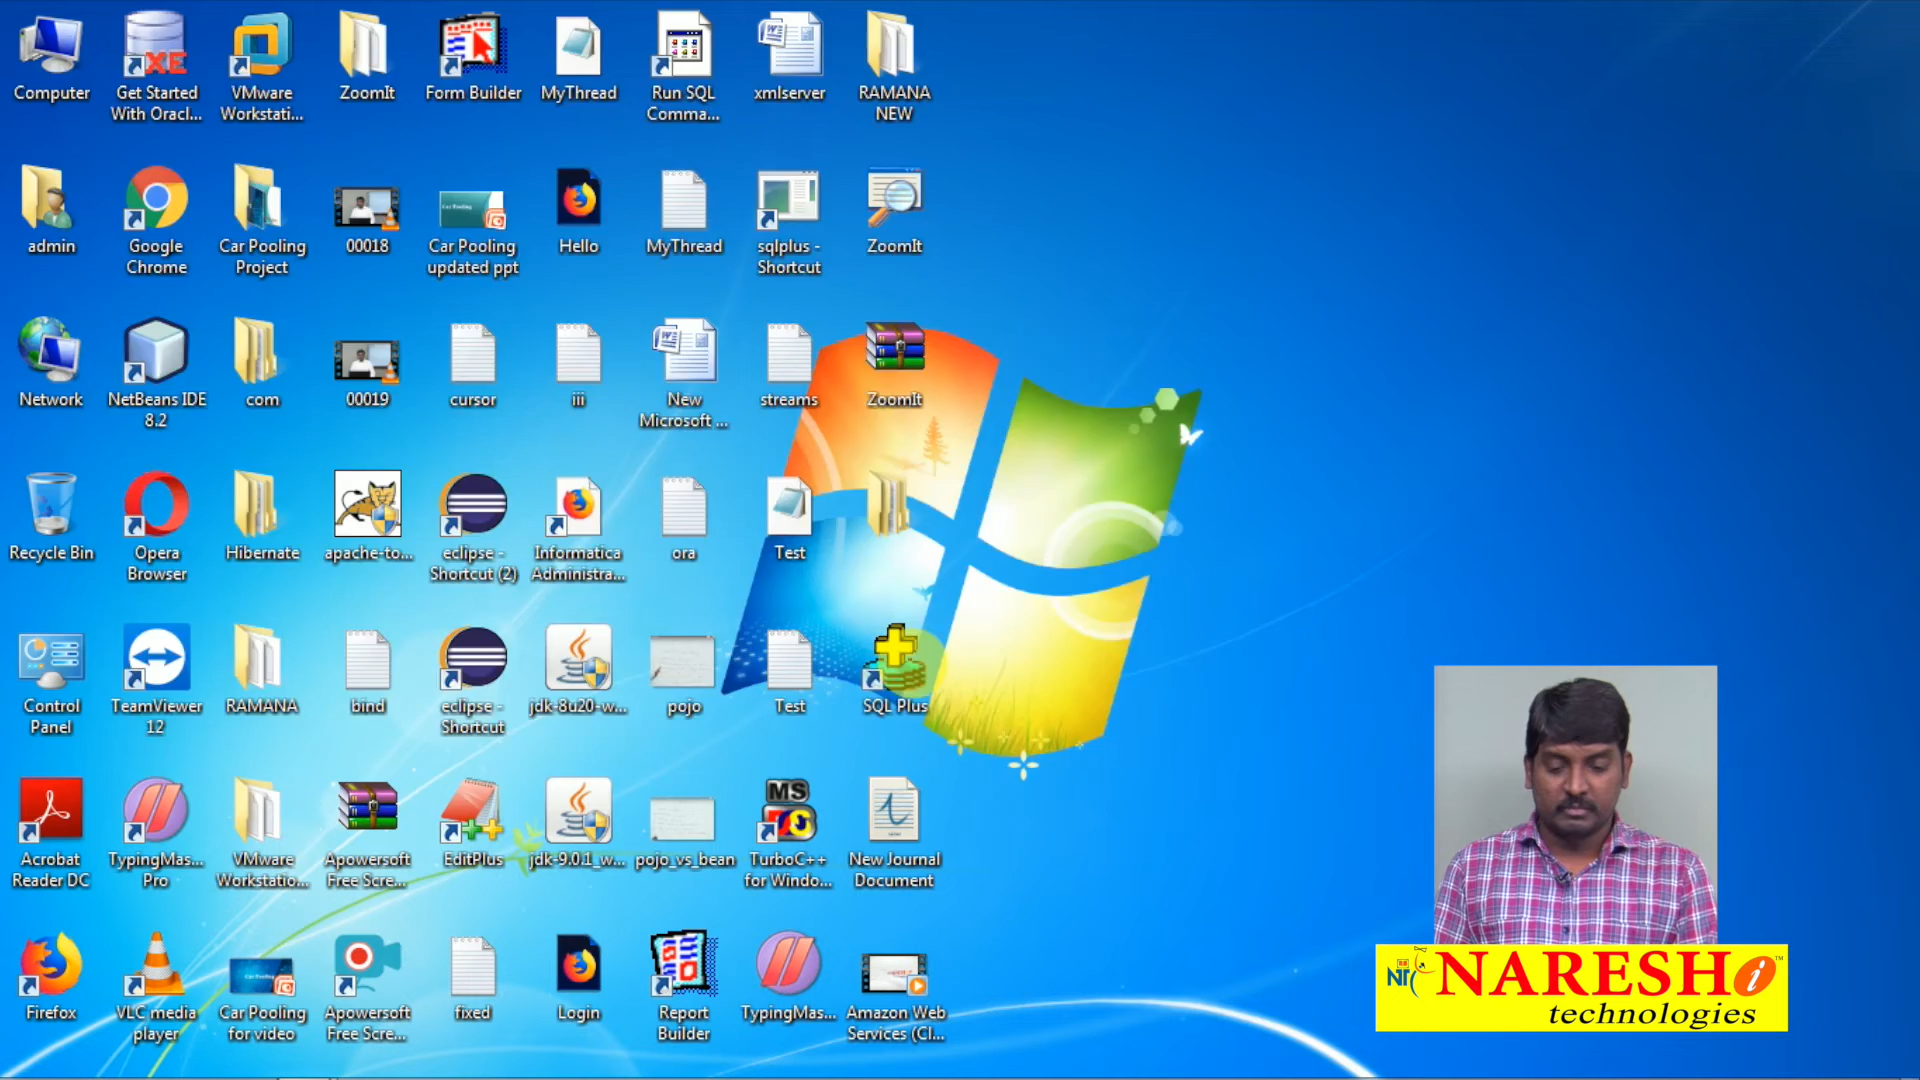 Computer
Get Started
With Oracl...
VMware
Workstati...
ZoomIt
Form Builder
MyThread
Run SQL
Comma...
xmlserver
RAMANA
NEW
XE
admin
Google
Chrome
Car Pooling
Project
00018
Car Pooling
updated ppt
Hello
MyThread
sqlplus -
Shortcut
ZoomIt
Network
NetBeans IDE
8.2
com
00019
cursor
iii
New
Microsoft ...
streams
ZoomIt
Recycle Bin
Opera
Browser
Hibernate
apache-to...
eclipse -
Shortcut (2)
Informatica
Administra...
ora
Test
Control
Panel
TeamViewer
12
RAMANA
bind
eclipse -
Shortcut
jdk-8u20-w...
pojo
Test
SQL Plus
Acrobat
Reader DC
TypingMas...
Pro
VMware
Workstatio...
Apowersoft
Free Scre...
EditPlus
jdk-9.0.1_w...
pojo_vs_bean
MS
TurboC++
for Windo...
New Journal
Document
Firefox
VLC media
player
Car Pooling
for video
Apowersoft
Free Scre...
fixed
Login
Report
Builder
TypingMas...
Amazon Web
Services (Cl...
NT
NARESH i ™
technologies